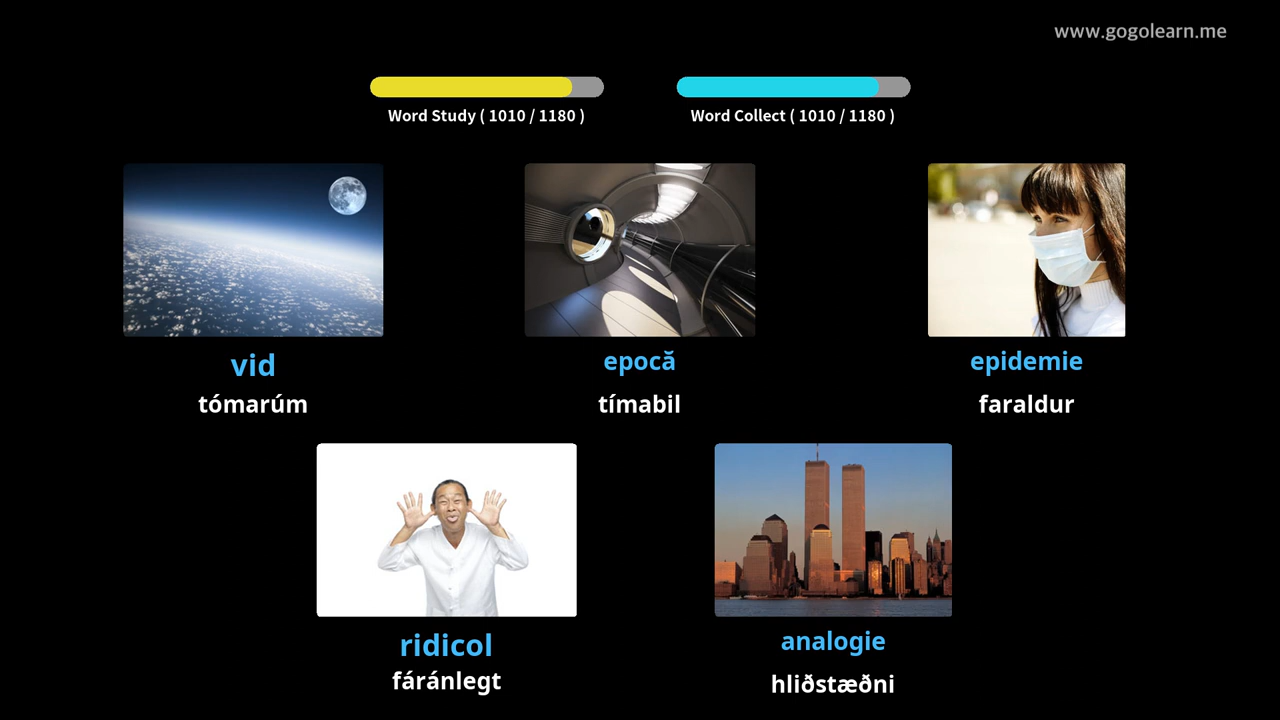 www.gogolearn.me
Word Study ( 1010 / 1180 )
Word Collect ( 1010 / 1180 )
vid
tómarúm
epocă
tímabil
epidemie
faraldur
ridicol
fáránlegt
analogie
hliðstæðni